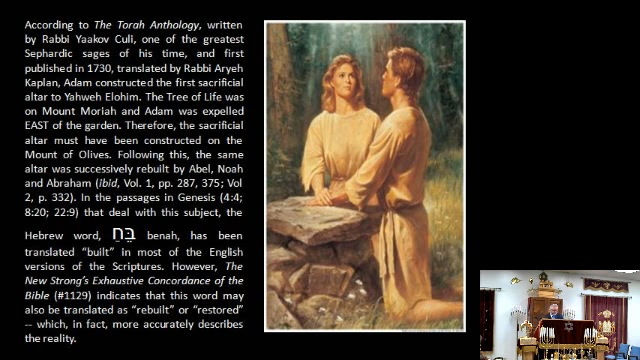 According to The Torah Anthology, written
by Rabbi Yaakov Culi, one of the greatest
Sephardic sages of his time, and first
published in 1730, translated by Rabbi Aryeh
Kaplan, Adam constructed the first sacrificial
altar to Yahweh Elohim. The Tree of Life was
on Mount Moriah and Adam was expelled
EAST of the garden. Therefore, the sacrificial
altar must have been constructed on the
Mount of Olives. Following this, the same
altar was successively rebuilt by Abel, Noah
and Abraham (ibid, Vol. 1, pp. 287, 375; Vol
2, p. 332). In the passages in Genesis (4:4;
8:20; 22:9) that deal with this subject, the
Hebrew word, בֵּחַ benah, has been
translated "built" in most of the English
versions of the Scriptures. However, The
New Strong's Exhaustive Concordance of the
Bible (#1129) indicates that this word may
also be translated as "rebuilt" or "restored"
-- which, in fact, more accurately describes
the reality.